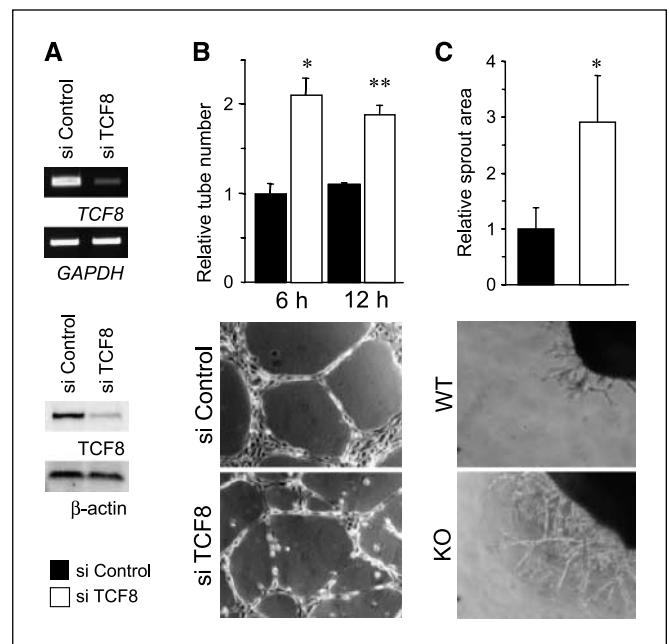 A
si Control
si TCF8
TCF8
GAPDH
si Control
si TCF8
TCF8
β-actin
si Control
si TCF8
B
Relative tube number
2
1
0
*
**
6 h
12 h
si Control
si TCF8
C
Relative sprout area
4
3
2
1
0
*
WT
KO